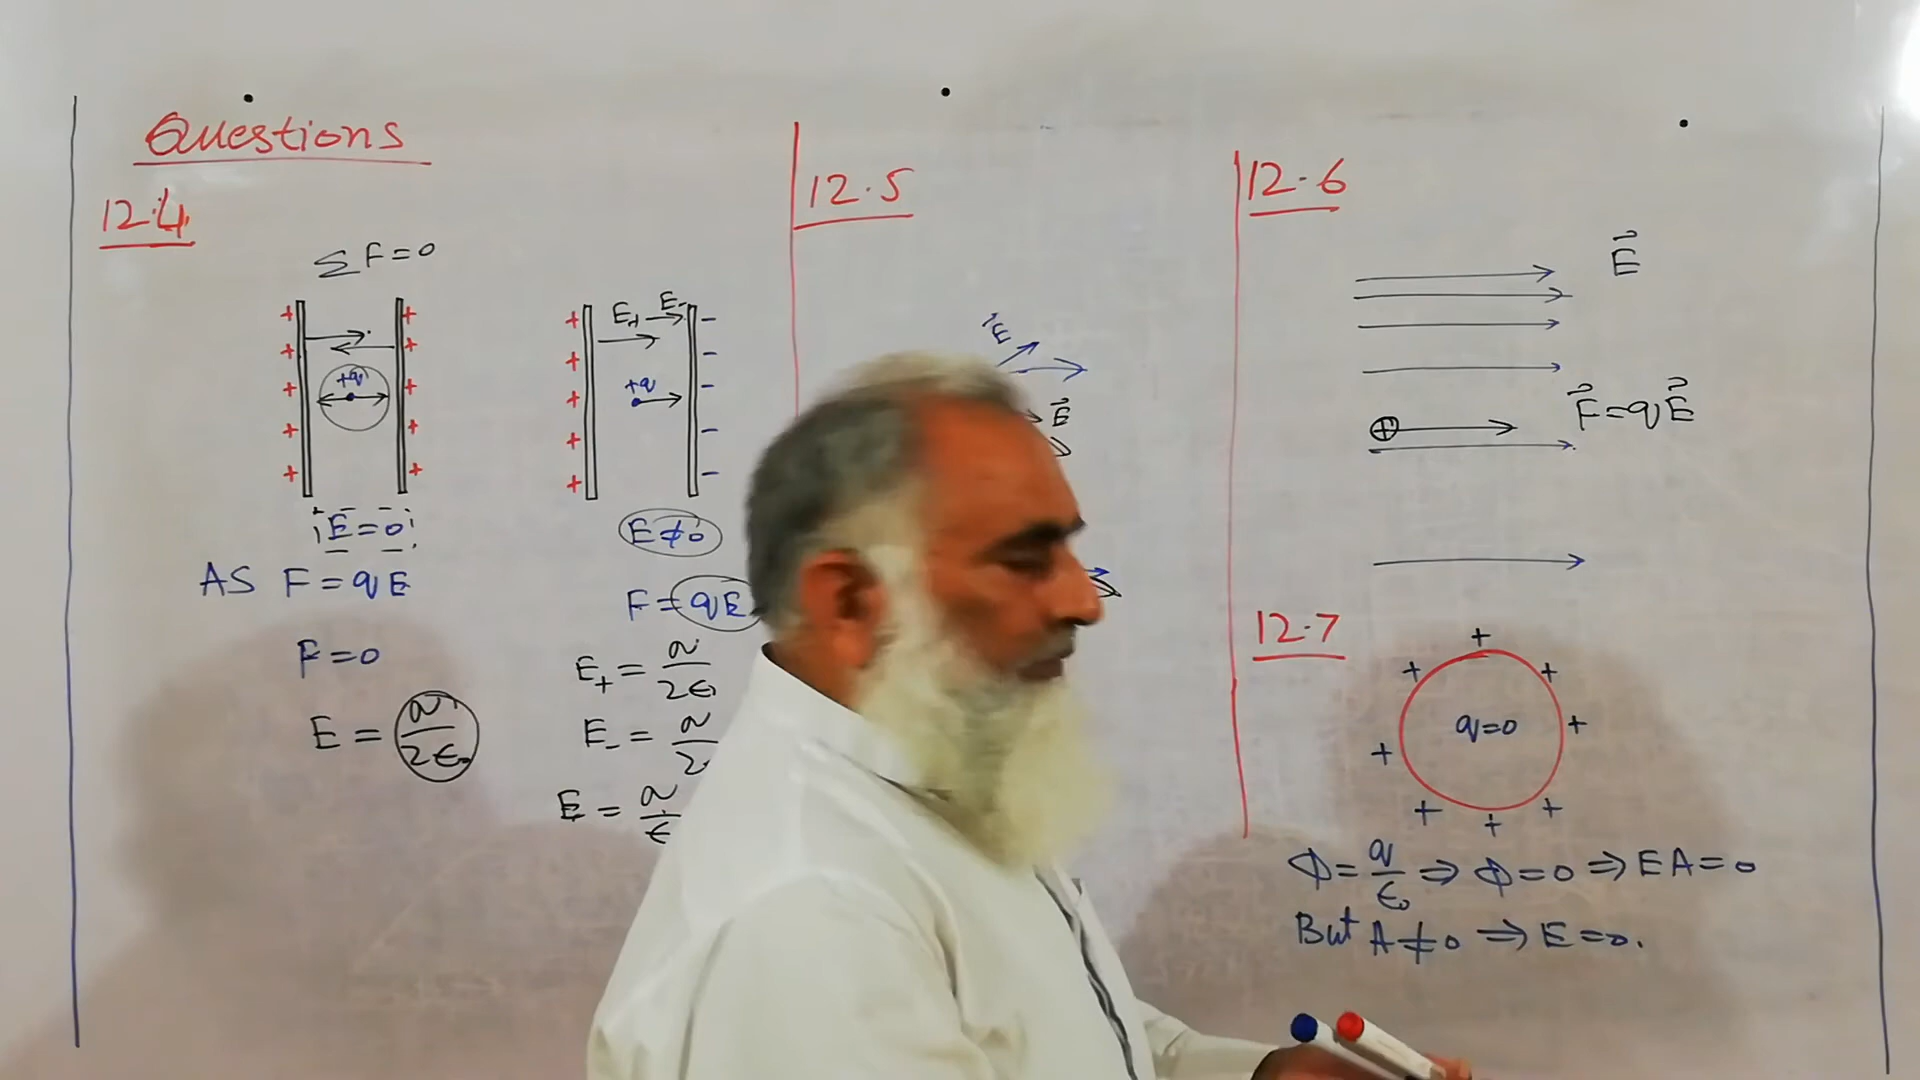 Questions
12.4
ΣF=0
+ +
+ +
+q
+ +
+ +
+ +
E=0
AS F=qE
F=0
E = σ/2ε₀
E₊ E₋
+ −
+ −
+q
+ −
+ −
+ −
E≠0
F=qE
E₊ = σ/2ε₀
E₋ = σ/2
E = σ/ε
12.5
E⃗
E⃗
12.6
E⃗
F⃗=qE⃗
+
12.7
+
+ +
+ q=0 +
+ +
+
Φ=q/ε₀ ⇒ Φ=0 ⇒ EA=0
But A≠0 ⇒ E=0.